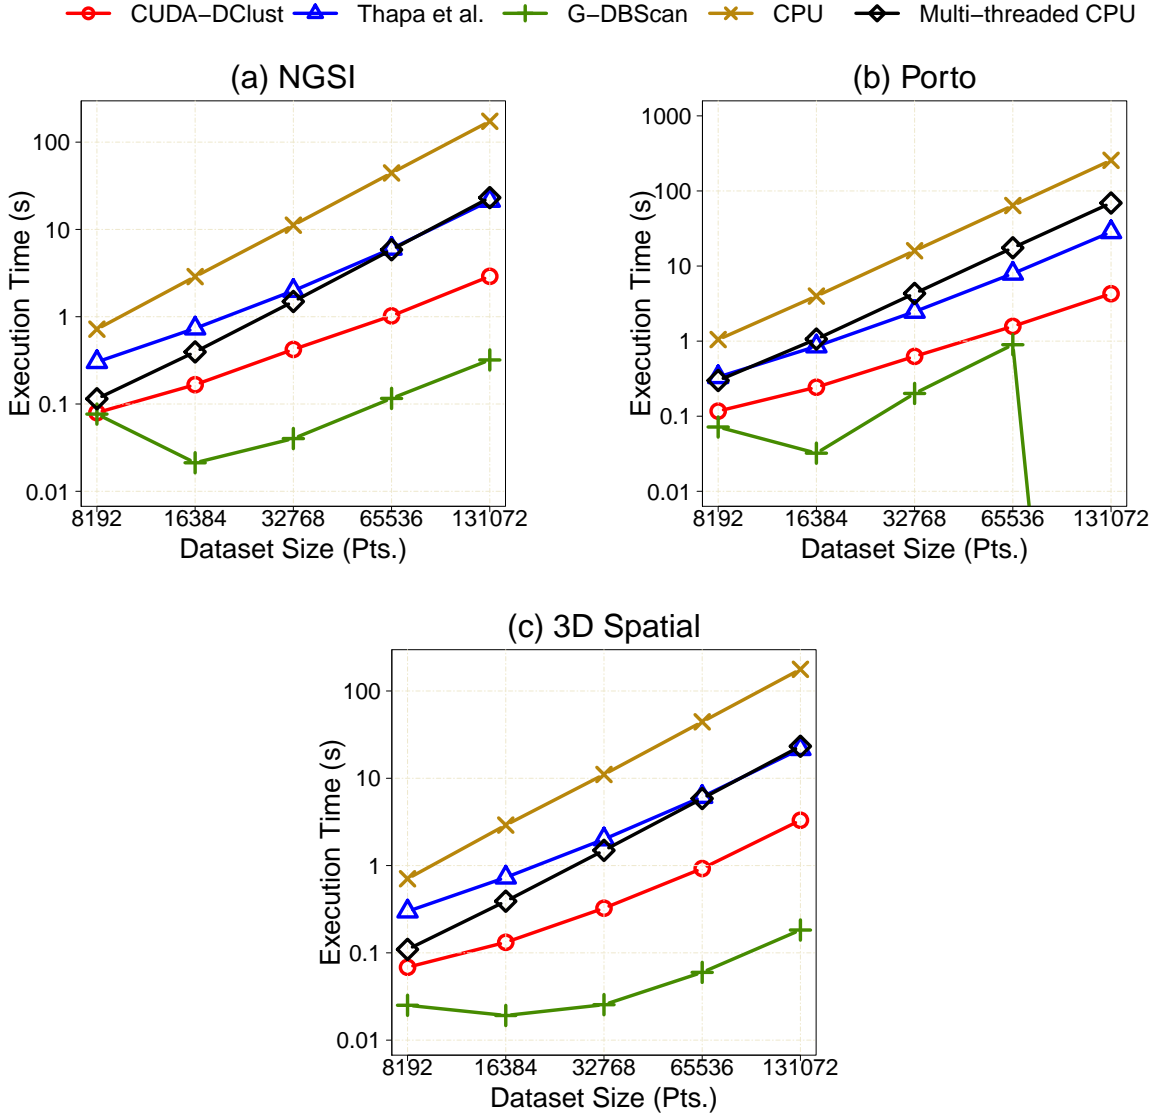 CUDA−DClust Thapa et al. G−DBScan CPU Multi−threaded CPU
(a) NGSI
Execution Time (s)
100
10
1
0.1
0.01
8192 16384 32768 65536 131072
Dataset Size (Pts.)
(b) Porto
Execution Time (s)
1000
100
10
1
0.1
0.01
8192 16384 32768 65536 131072
Dataset Size (Pts.)
(c) 3D Spatial
Execution Time (s)
100
10
1
0.1
0.01
8192 16384 32768 65536 131072
Dataset Size (Pts.)